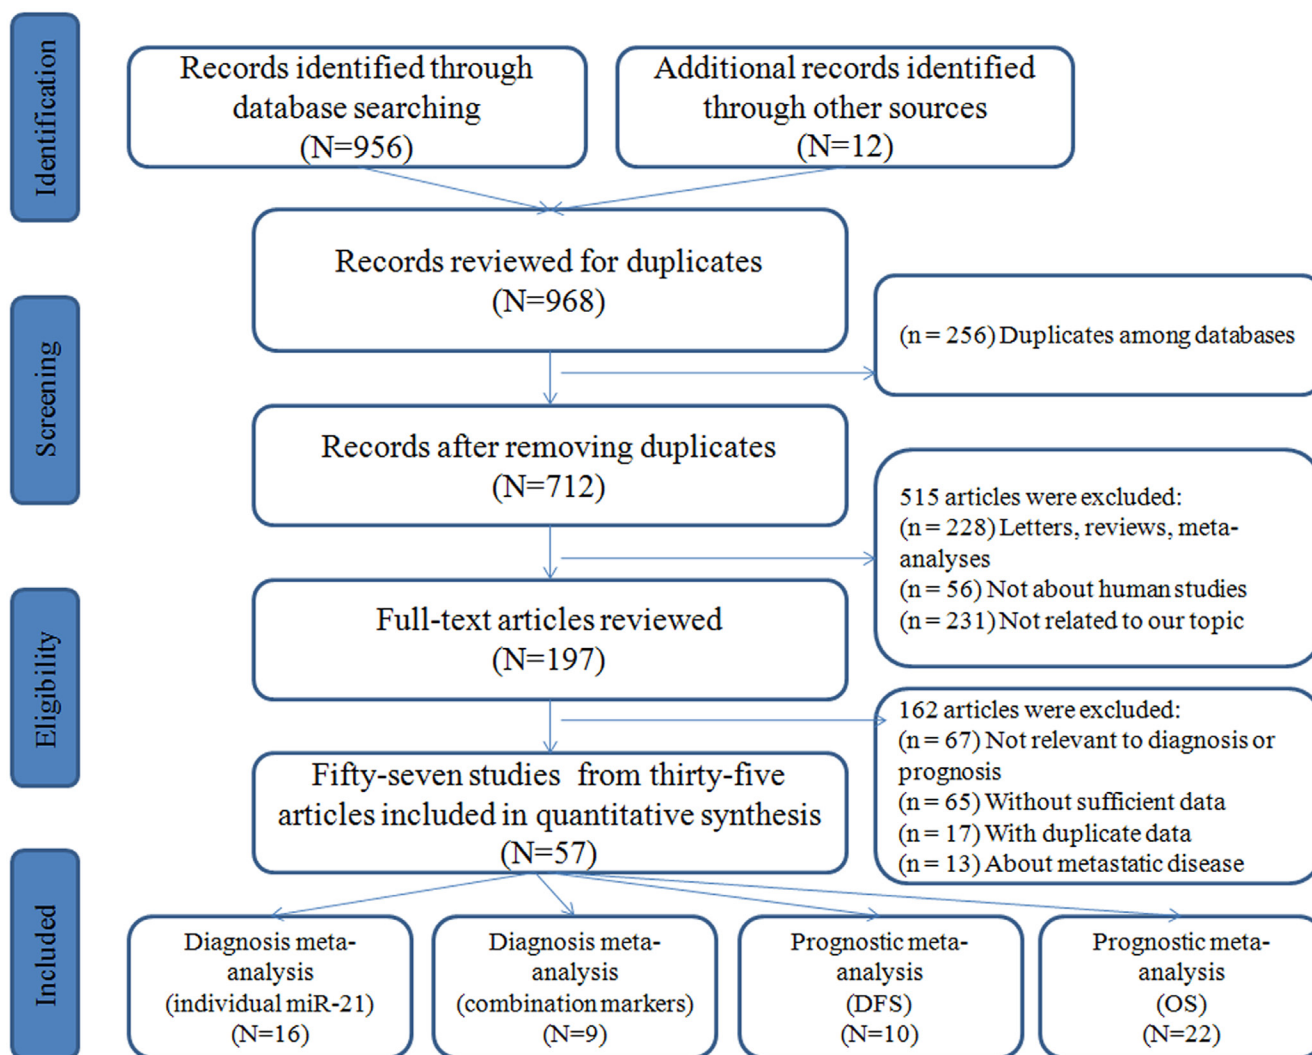 Identification
Records identified through
database searching
(N=956)
Additional records identified
through other sources
(N=12)
Records reviewed for duplicates
(N=968)
Screening
(n = 256) Duplicates among databases
Records after removing duplicates
(N=712)
515 articles were excluded:
(n = 228) Letters, reviews, meta-
analyses
(n = 56) Not about human studies
(n = 231) Not related to our topic
Eligibility
Full-text articles reviewed
(N=197)
162 articles were excluded:
(n = 67) Not relevant to diagnosis or
prognosis
(n = 65) Without sufficient data
(n = 17) With duplicate data
(n = 13) About metastatic disease
Fifty-seven studies from thirty-five
articles included in quantitative synthesis
(N=57)
Included
Diagnosis meta-
analysis
(individual miR-21)
(N=16)
Diagnosis meta-
analysis
(combination markers)
(N=9)
Prognostic meta-
analysis
(DFS)
(N=10)
Prognostic meta-
analysis
(OS)
(N=22)